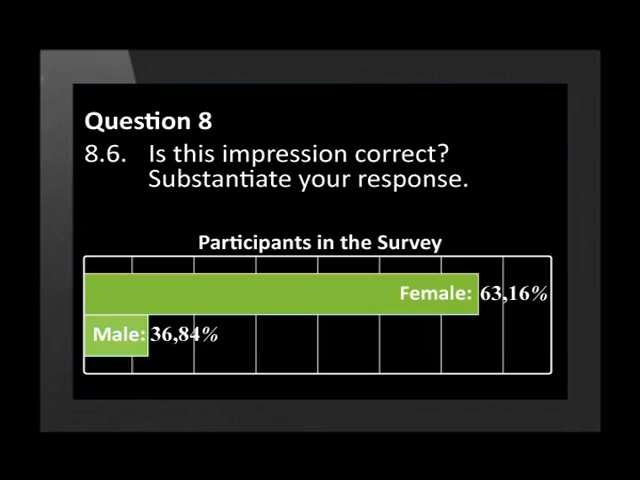 Question 8
8.6. Is this impression correct?
Substantiate your response.
Participants in the Survey
Female: 63,16%
Male: 36,84%